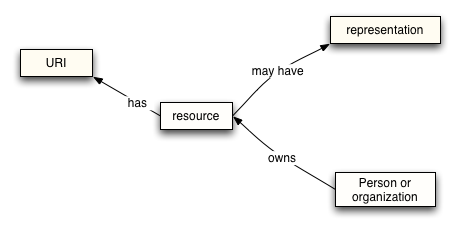 representation
URI
may have
has
resource
owns
Person or
organization